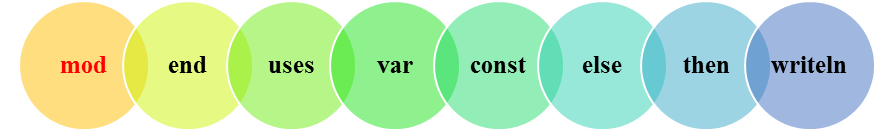 mod end uses var const else then writeln